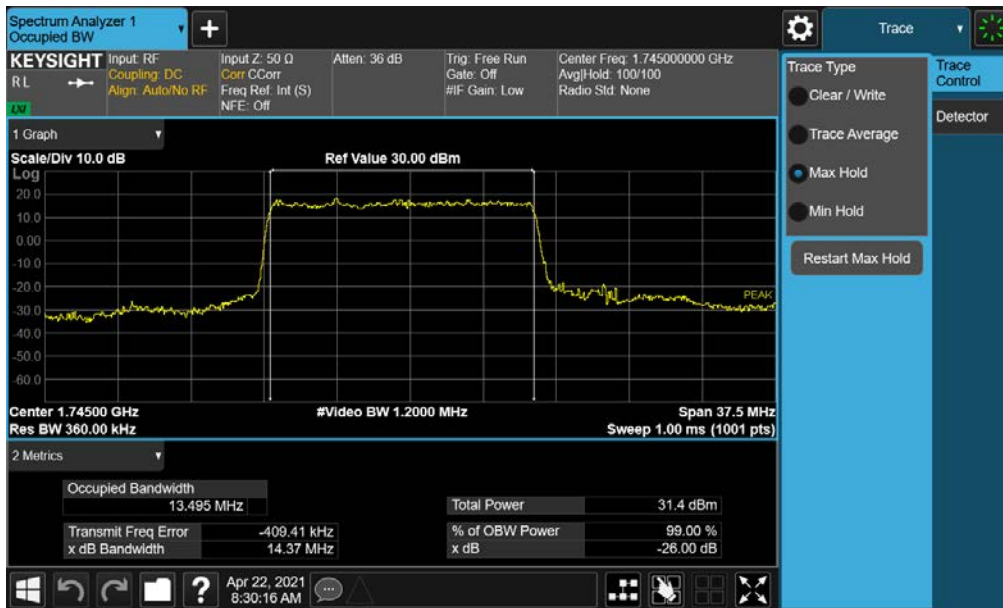 Spectrum Analyzer 1
Occupied BW
Trace
KEYSIGHT
R L
LXI
Input: RF
Coupling: DC
Align: Auto/No RF
Input Z: 50 Ω
Corr CCorr
Freq Ref: Int (S)
NFE: Off
Atten: 36 dB
Trig: Free Run
Gate: Off
#IF Gain: Low
Center Freq: 1.745000000 GHz
Avg|Hold: 100/100
Radio Std: None
Trace Type
Clear / Write
Trace Average
Max Hold
Min Hold
Restart Max Hold
Trace
Control
Detector
1 Graph
Scale/Div 10.0 dB
Ref Value 30.00 dBm
Log
20.0
10.0
0.00
-10.0
-20.0
-30.0
-40.0
-50.0
-60.0
PEAK
Center 1.74500 GHz
#Video BW 1.2000 MHz
Span 37.5 MHz
Res BW 360.00 kHz
Sweep 1.00 ms (1001 pts)
2 Metrics
Occupied Bandwidth
13.495 MHz
Total Power 31.4 dBm
Transmit Freq Error -409.41 kHz
% of OBW Power 99.00 %
x dB Bandwidth 14.37 MHz
x dB -26.00 dB
?
Apr 22, 2021
8:30:16 AM